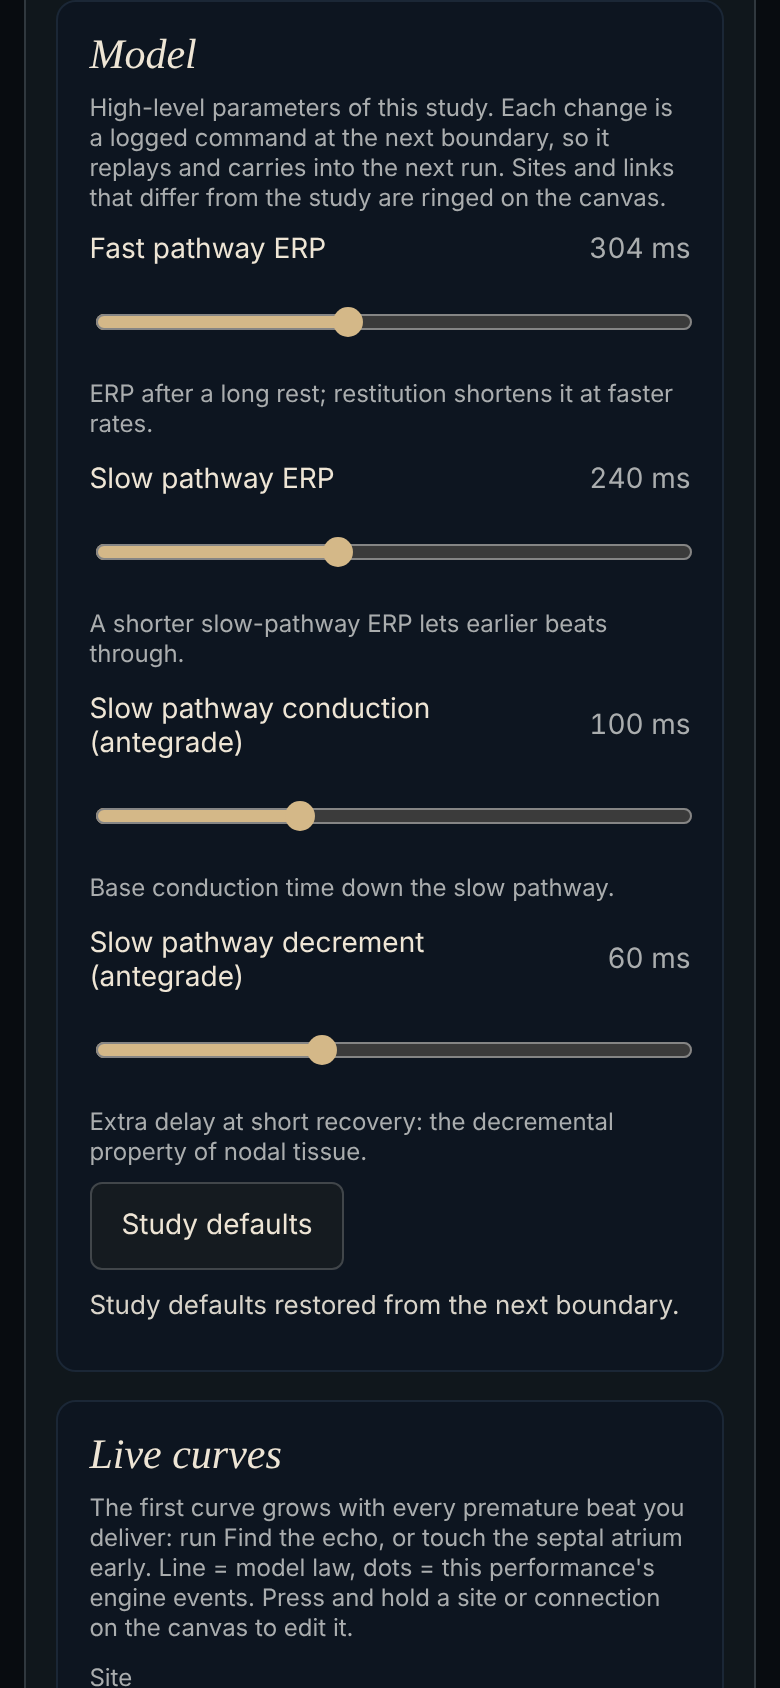 Model
High-level parameters of this study. Each change is
a logged command at the next boundary, so it
replays and carries into the next run. Sites and links
that differ from the study are ringed on the canvas.
Fast pathway ERP 304 ms
ERP after a long rest; restitution shortens it at faster
rates.
Slow pathway ERP 240 ms
A shorter slow-pathway ERP lets earlier beats
through.
Slow pathway conduction
(antegrade)
100 ms
Base conduction time down the slow pathway.
Slow pathway decrement
(antegrade)
60 ms
Extra delay at short recovery: the decremental
property of nodal tissue.
Study defaults
Study defaults restored from the next boundary.
Live curves
The first curve grows with every premature beat you
deliver: run Find the echo, or touch the septal atrium
early. Line = model law, dots = this performance's
engine events. Press and hold a site or connection
on the canvas to edit it.
Site